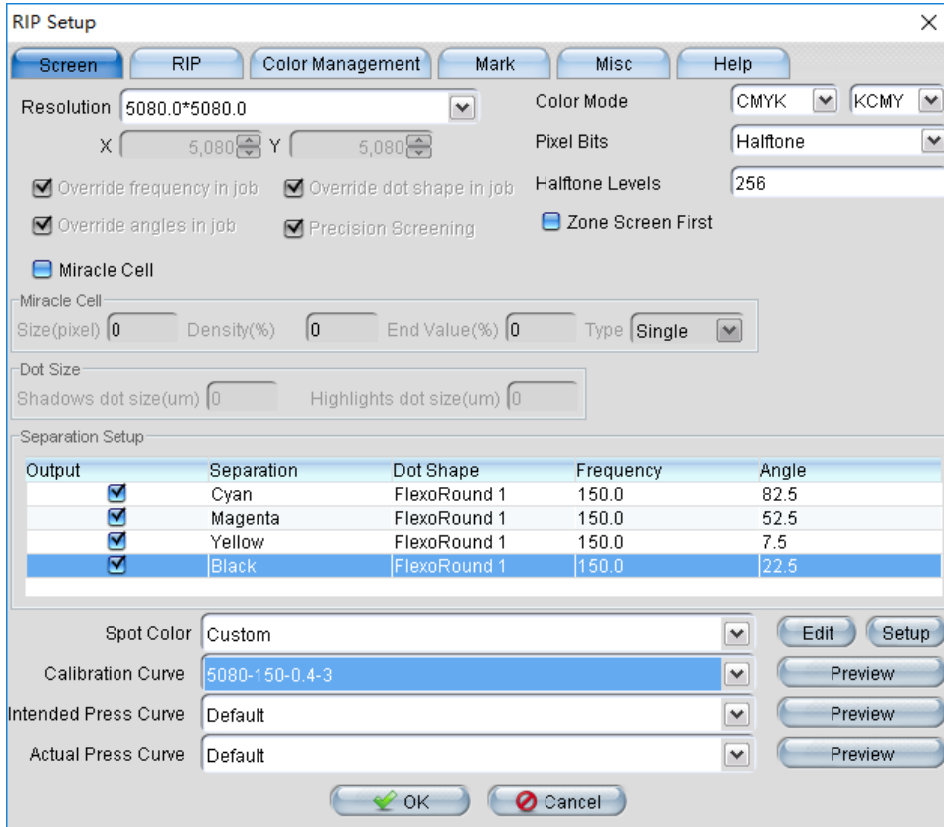 RIP Setup
Screen RIP Color Management Mark Misc Help
Resolution 5080.0*5080.0 Color Mode CMYK KCMY
X 5,080 Y 5,080 Pixel Bits Halftone
Override frequency in job Override dot shape in job Halftone Levels 256
Override angles in job Precision Screening Zone Screen First
Miracle Cell
Miracle Cell
Size(pixel) 0 Density(%) 0 End Value(%) 0 Type Single
Dot Size
Shadows dot size(um) 0 Highlights dot size(um) 0
Separation Setup
Output Separation Dot Shape Frequency Angle
Cyan FlexoRound 1 150.0 82.5
Magenta FlexoRound 1 150.0 52.5
Yellow FlexoRound 1 150.0 7.5
Black FlexoRound 1 150.0 22.5
Spot Color Custom Edit Setup
Calibration Curve 5080-150-0.4-3 Preview
Intended Press Curve Default Preview
Actual Press Curve Default Preview
OK Cancel